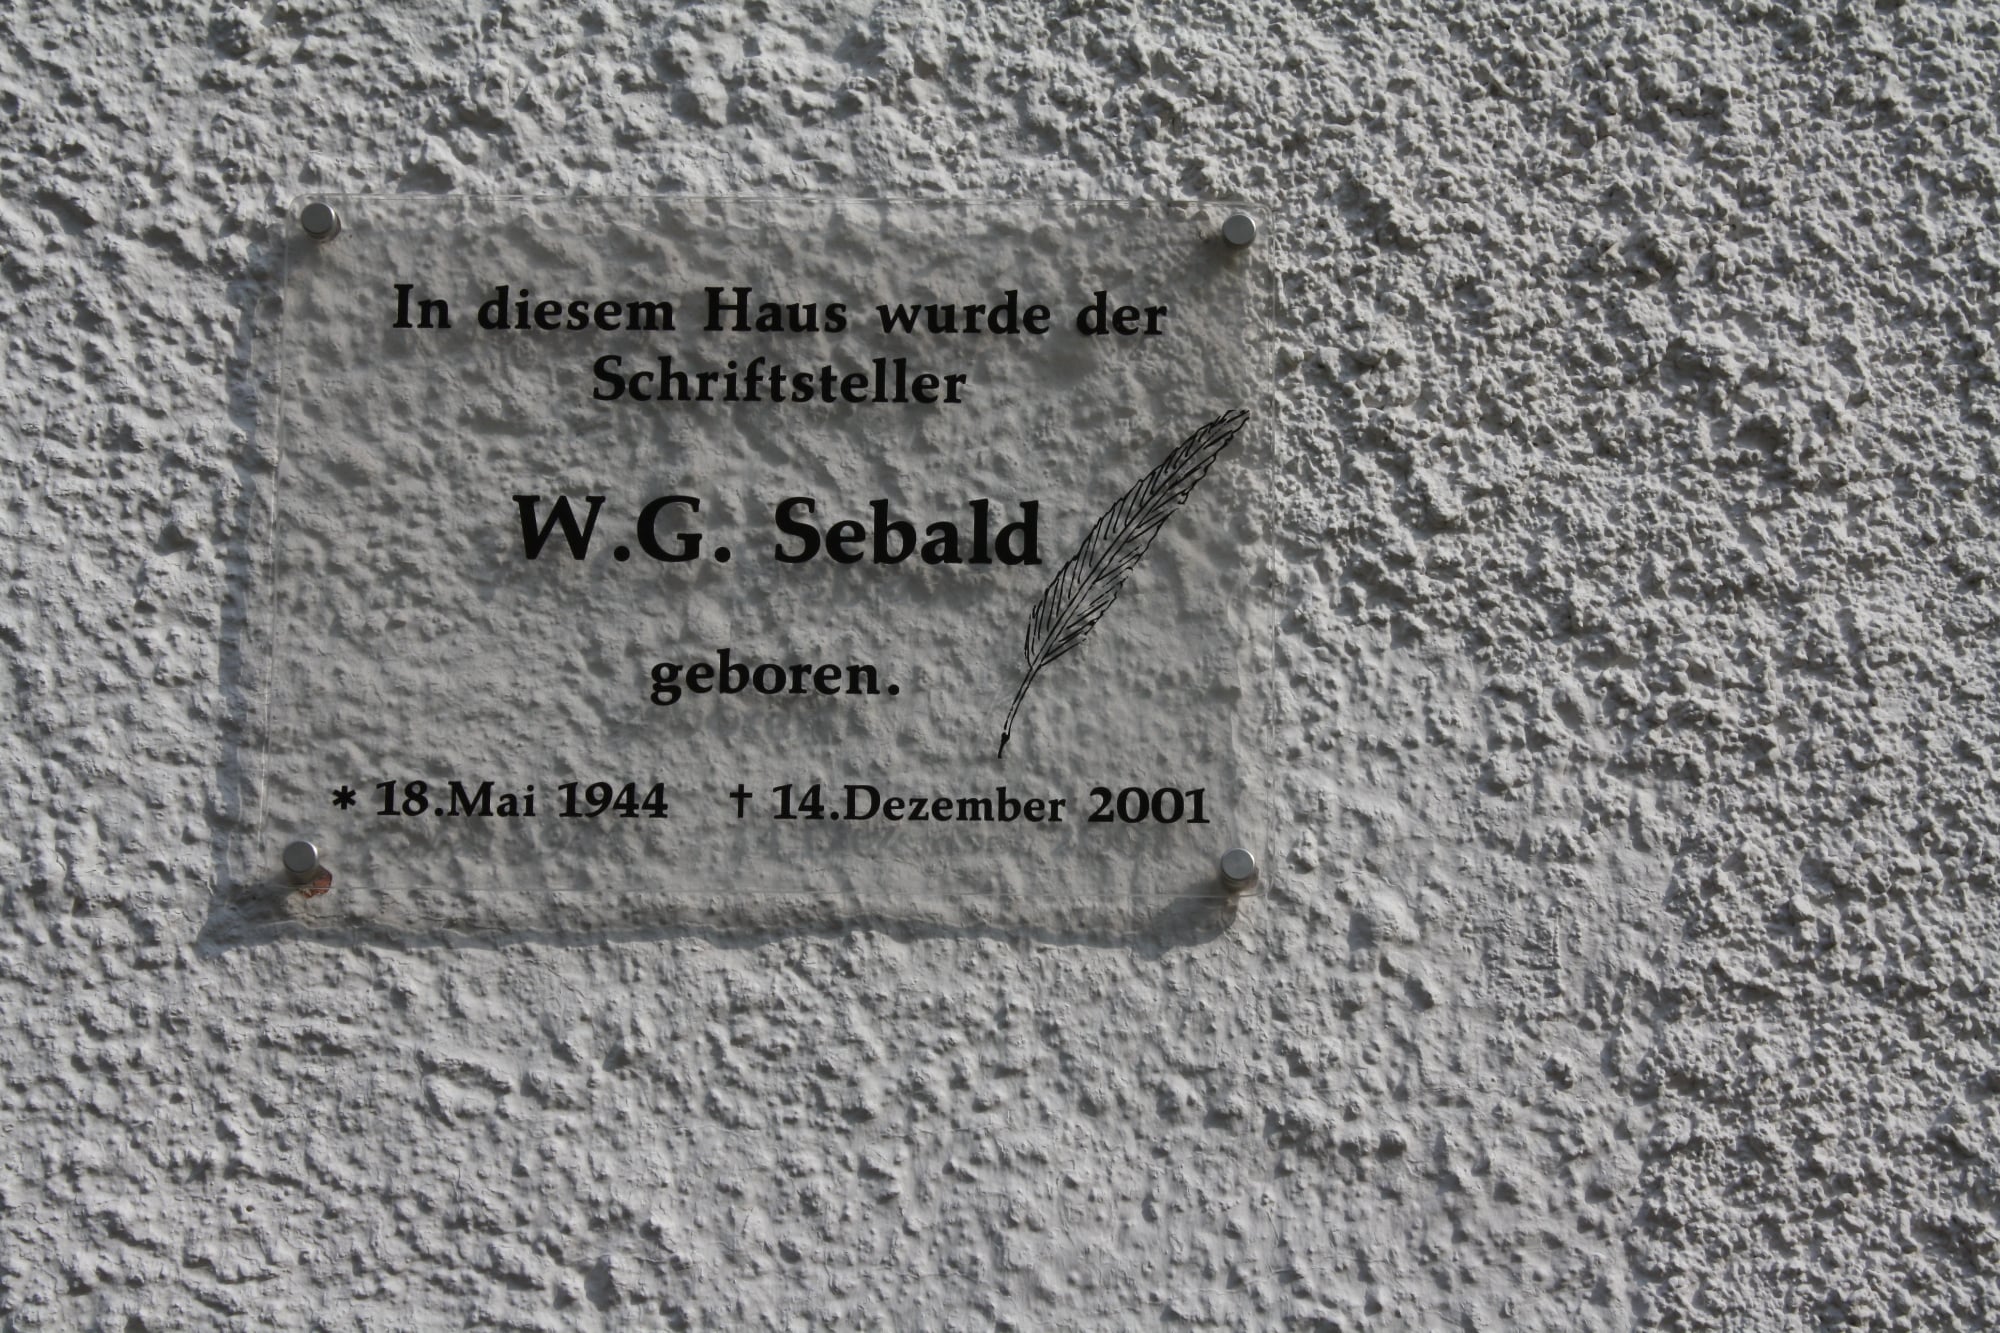 In diesem Haus wurde der
Schriftsteller
W.G. Sebald
geboren.
* 18.Mai 1944 † 14.Dezember 2001